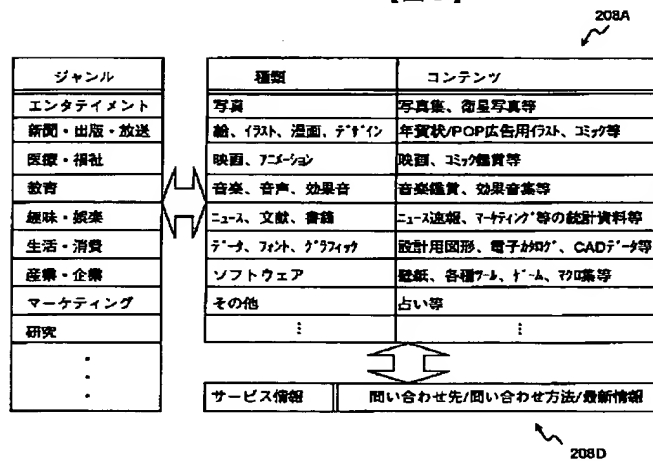 208A
ジャンル
エンタテイメント
新聞・出版・放送
医療・福祉
教育
趣味・娯楽
生活・消費
産業・企業
マーケティング
研究
種類 コンテンツ
写真 写真集、衛星写真等
絵、イラスト、漫画、デザイン 年賀状/POP広告用イラスト、コミック等
映画、アニメーション 映画、コミック鑑賞等
音楽、音声、効果音 音楽鑑賞、効果音集等
ニュース、文献、書籍 ニュース速報、マーケティング等の統計資料等
データ、フォント、グラフィック 設計用図形、電子カタログ、CADデータ等
ソフトウェア 壁紙、各種ツール、ゲーム、マクロ集等
その他 占い等
サービス情報 問い合わせ先/問い合わせ方法/最新情報
208D